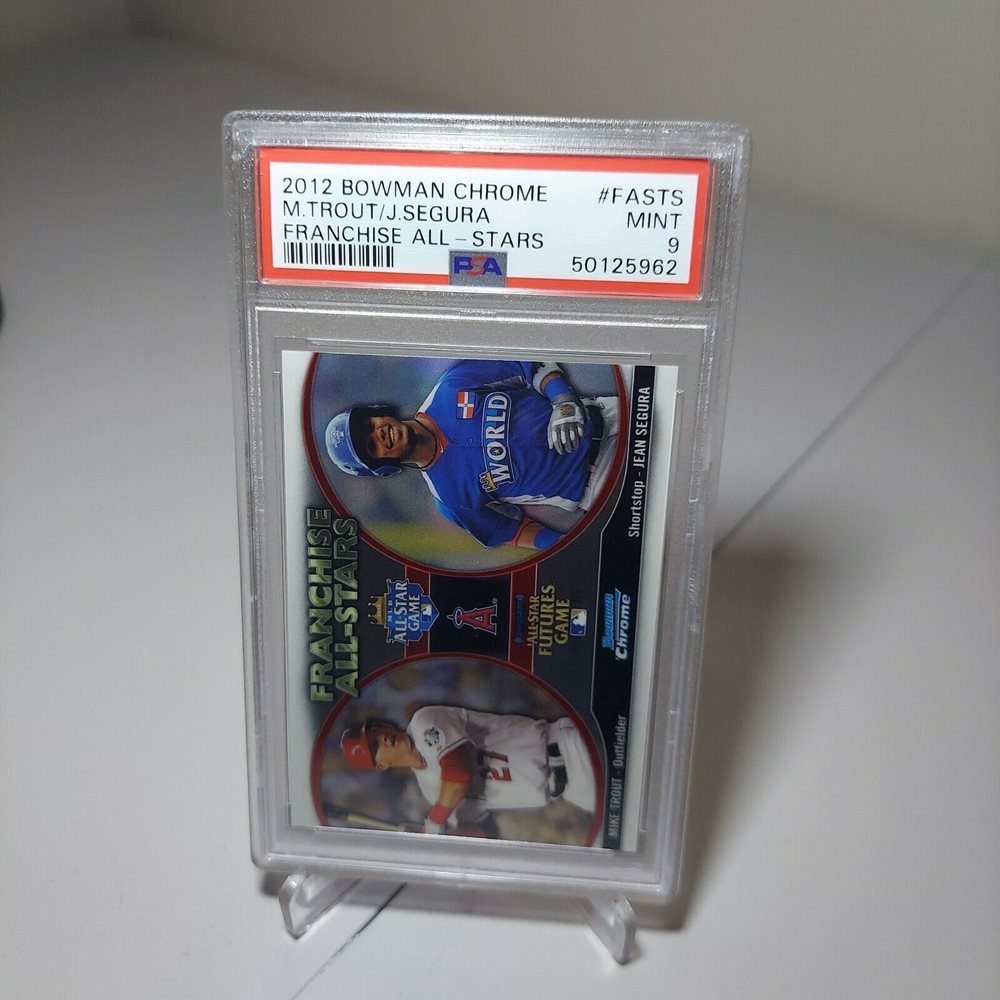 2012 BOWMAN CHROME #FASTS
M.TROUT/J.SEGURA MINT
FRANCHISE ALL-STARS 9
PSA 50125962
FRANCHISE
ALL-STARS
WORLD
MLB
ALL-STAR
GAME
A
ALL-STAR
FUTURES
GAME
27
Bowman
Chrome
MIKE TROUT - Outfielder
Shortstop - JEAN SEGURA